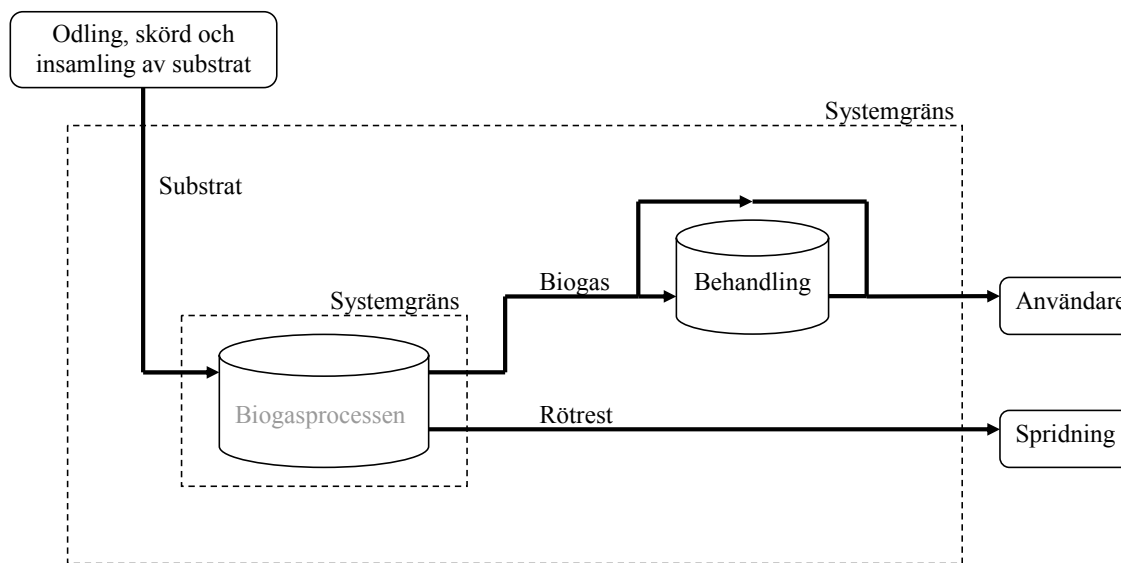 Odling, skörd och
insamling av substrat
Systemgräns
Substrat
Biogas
Behandling
Systemgräns
Användare
Biogasprocessen
Rötrest
Spridning